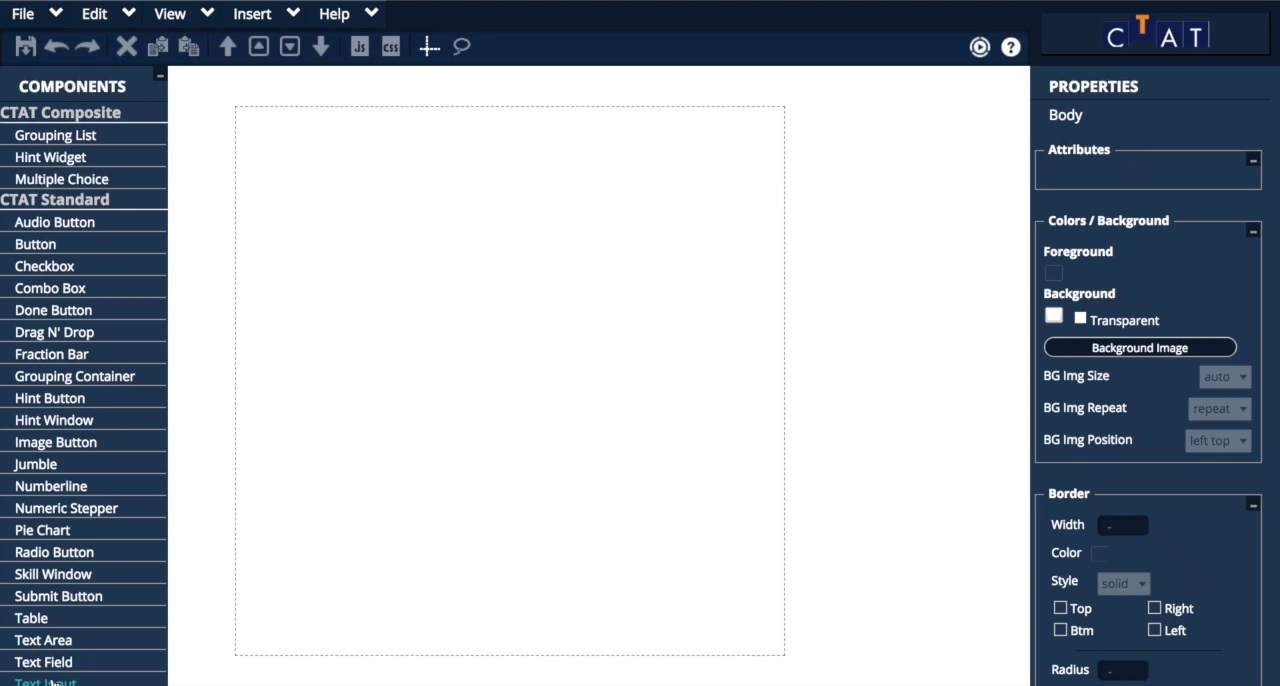 File Edit View Insert Help
Js css ?
C T A T
COMPONENTS
CTAT Composite
Grouping List
Hint Widget
Multiple Choice
CTAT Standard
Audio Button
Button
Checkbox
Combo Box
Done Button
Drag N' Drop
Fraction Bar
Grouping Container
Hint Button
Hint Window
Image Button
Jumble
Numberline
Numeric Stepper
Pie Chart
Radio Button
Skill Window
Submit Button
Table
Text Area
Text Field
Text Input
PROPERTIES
Body
Attributes
Colors / Background
Foreground
Background
Transparent
Background Image
BG Img Size auto
BG Img Repeat repeat
BG Img Position left top
Border
Width -
Color
Style solid
Top Right
Btm Left
Radius -